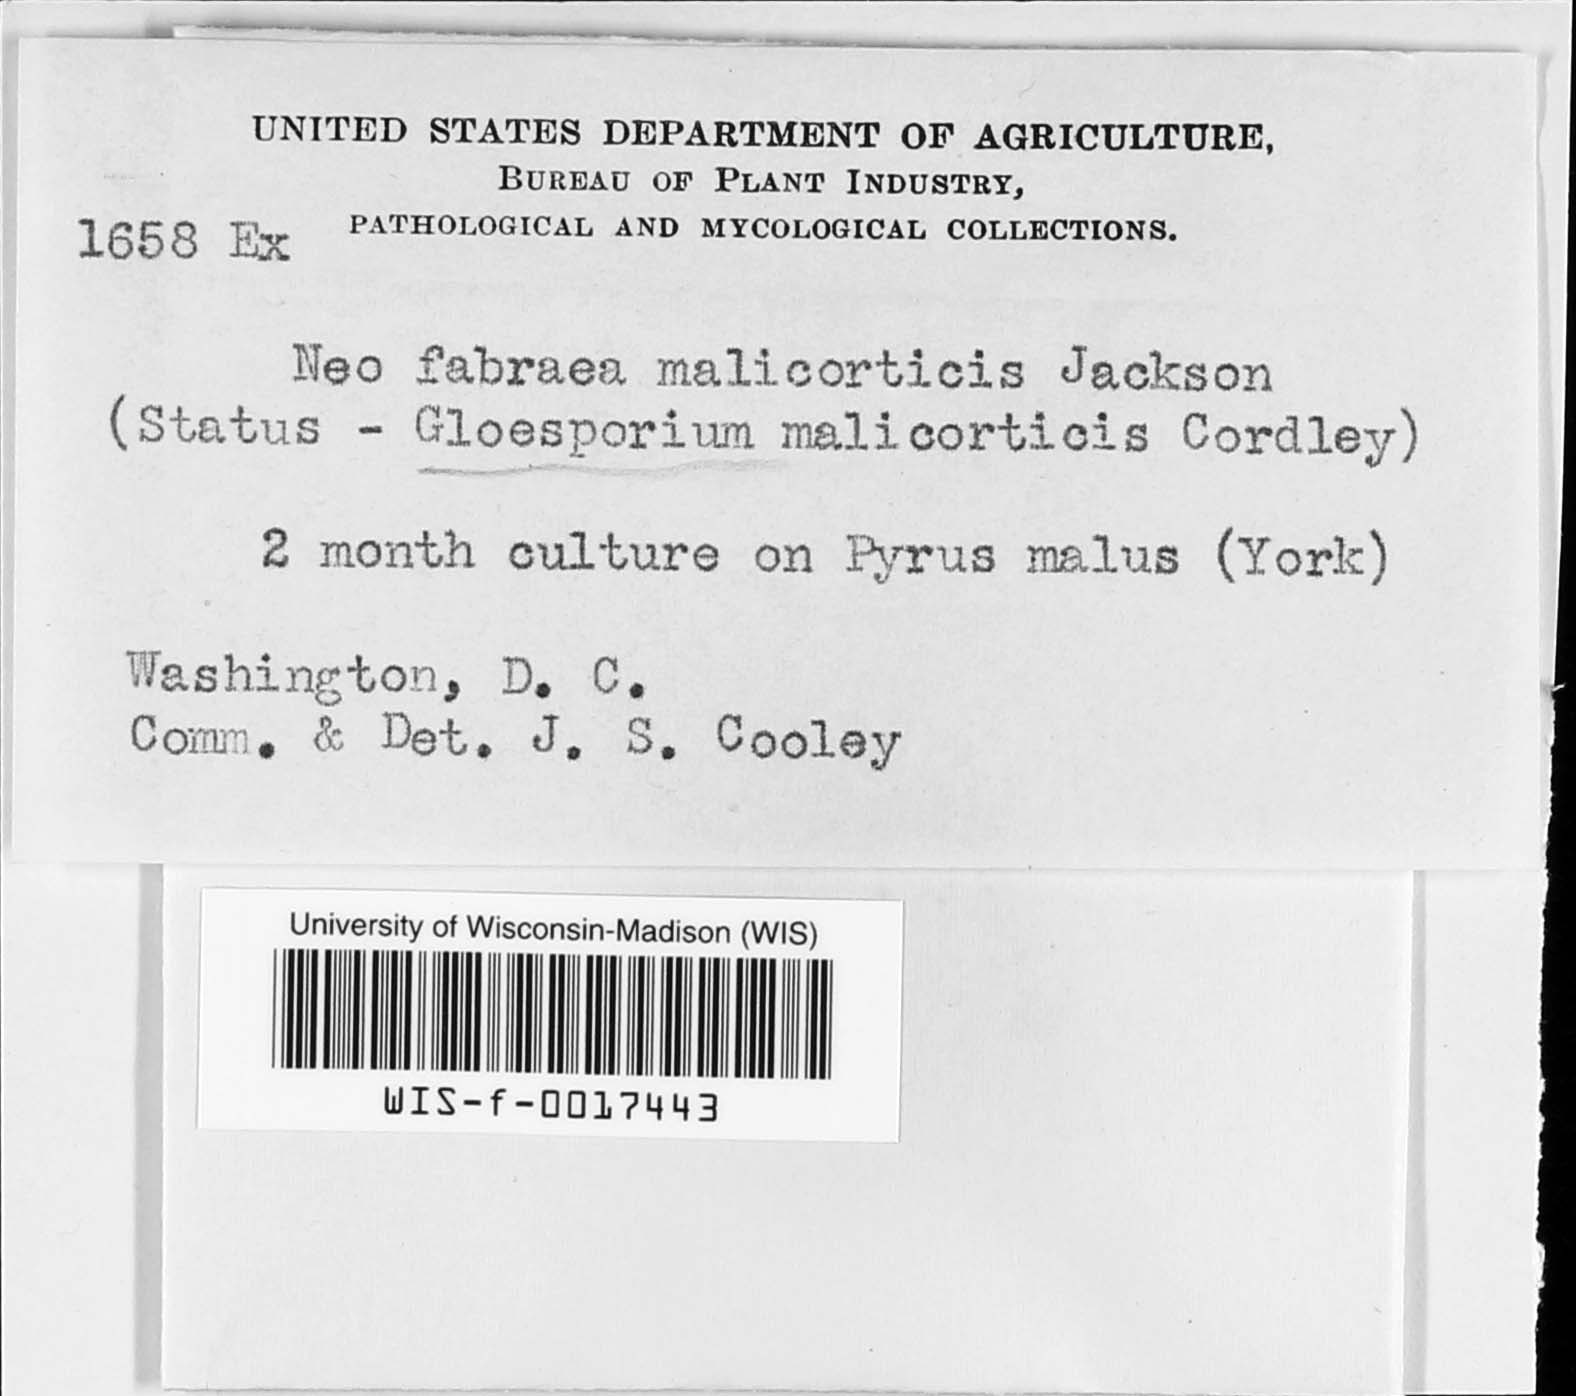 UNITED STATES DEPARTMENT OF AGRICULTURE,
BUREAU OF PLANT INDUSTRY,
PATHOLOGICAL AND MYCOLOGICAL COLLECTIONS.
1658 Ex
Neo fabraea malicorticis Jackson
(Status - Gloesporium malicorticis Cordley)
2 month culture on Pyrus malus (York)
Washington, D. C.
Comm. & Det. J. S. Cooley
University of Wisconsin-Madison (WIS)
WIS-f-0017443